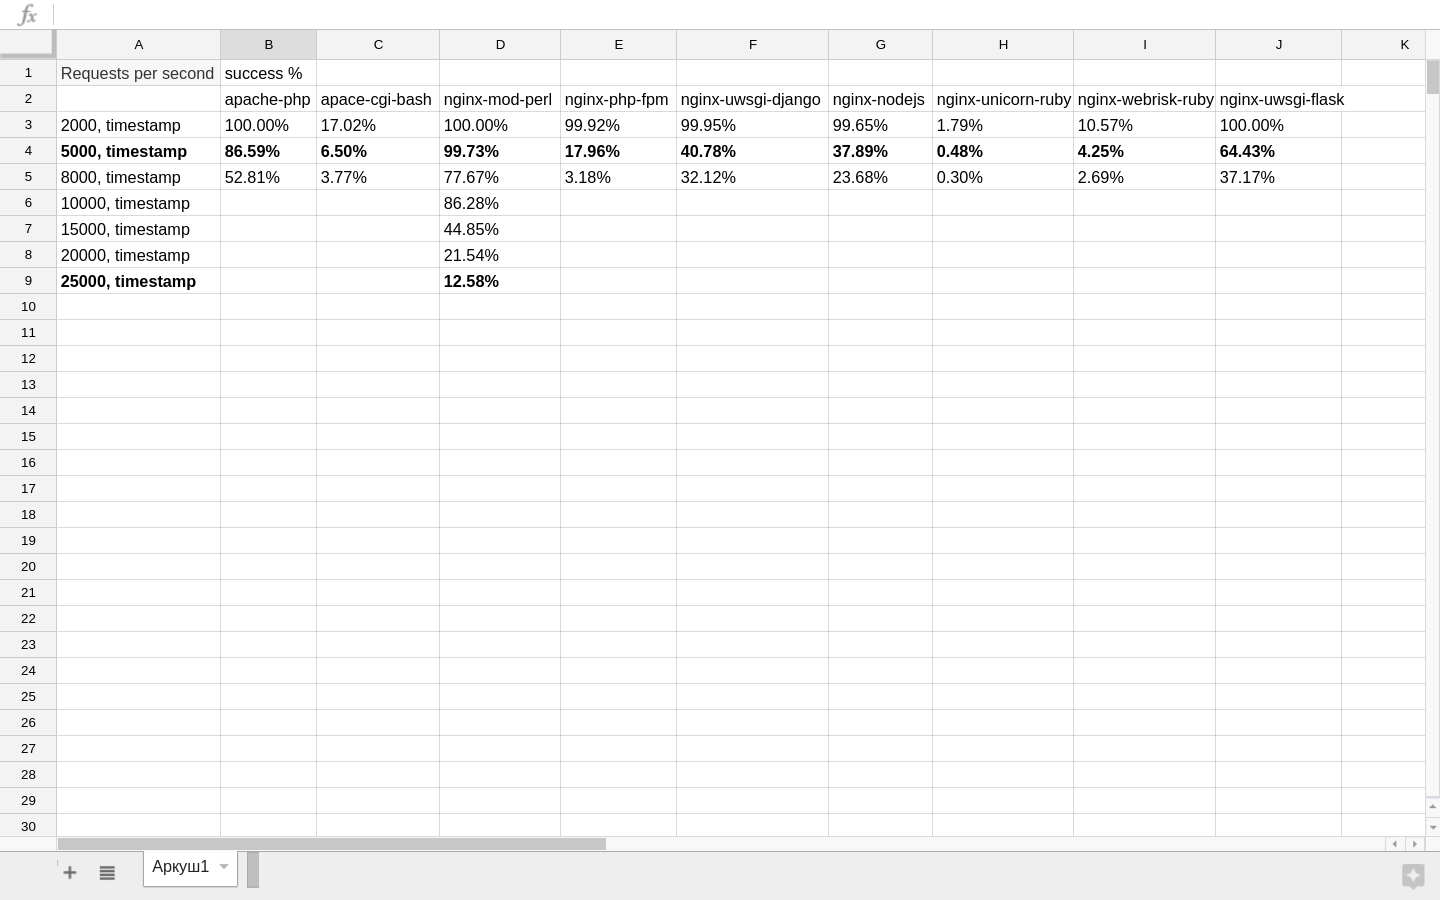 fx
A B C D E F G H I J K
1 Requests per second success %
2 apache-php apace-cgi-bash nginx-mod-perl nginx-php-fpm nginx-uwsgi-django nginx-nodejs nginx-unicorn-ruby nginx-webrisk-ruby nginx-uwsgi-flask
3 2000, timestamp 100.00% 17.02% 100.00% 99.92% 99.95% 99.65% 1.79% 10.57% 100.00%
4 5000, timestamp 86.59% 6.50% 99.73% 17.96% 40.78% 37.89% 0.48% 4.25% 64.43%
5 8000, timestamp 52.81% 3.77% 77.67% 3.18% 32.12% 23.68% 0.30% 2.69% 37.17%
6 10000, timestamp 86.28%
7 15000, timestamp 44.85%
8 20000, timestamp 21.54%
9 25000, timestamp 12.58%
10
11
12
13
14
15
16
17
18
19
20
21
22
23
24
25
26
27
28
29
30
Аркуш1